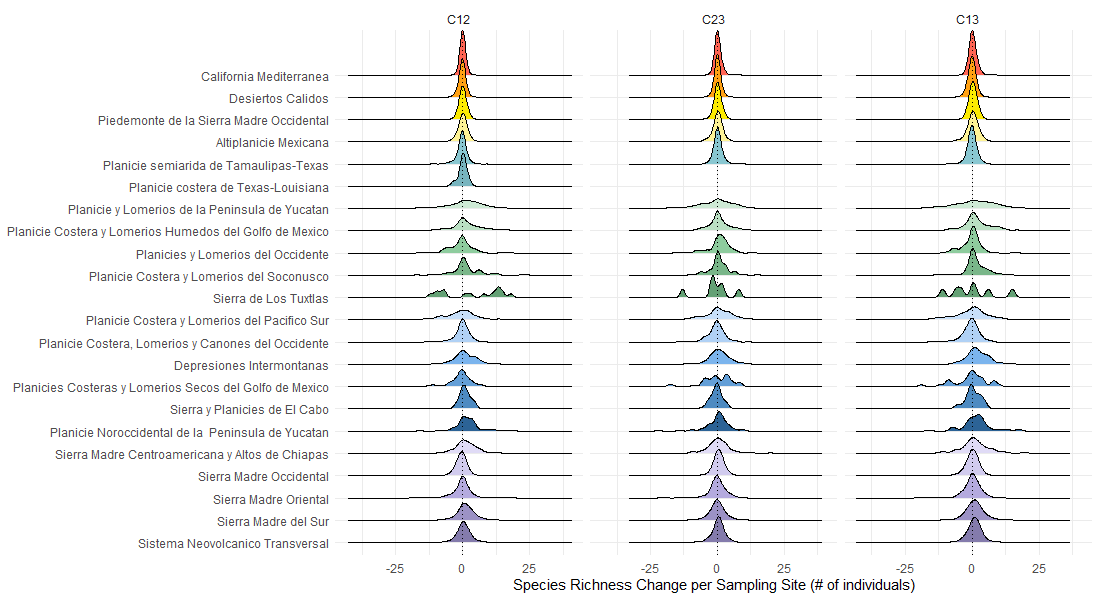 C12 C23 C13
California Mediterranea
Desiertos Calidos
Piedemonte de la Sierra Madre Occidental
Altiplanicie Mexicana
Planicie semiarida de Tamaulipas-Texas
Planicie costera de Texas-Louisiana
Planicie y Lomerios de la Peninsula de Yucatan
Planicie Costera y Lomerios Humedos del Golfo de Mexico
Planicies y Lomerios del Occidente
Planicie Costera y Lomerios del Soconusco
Sierra de Los Tuxtlas
Planicie Costera y Lomerios del Pacifico Sur
Planicie Costera, Lomerios y Canones del Occidente
Depresiones Intermontanas
Planicies Costeras y Lomerios Secos del Golfo de Mexico
Sierra y Planicies de El Cabo
Planicie Noroccidental de la  Peninsula de Yucatan
Sierra Madre Centroamericana y Altos de Chiapas
Sierra Madre Occidental
Sierra Madre Oriental
Sierra Madre del Sur
Sistema Neovolcanico Transversal
-25 0 25 -25 0 25 -25 0 25
Species Richness Change per Sampling Site (# of individuals)